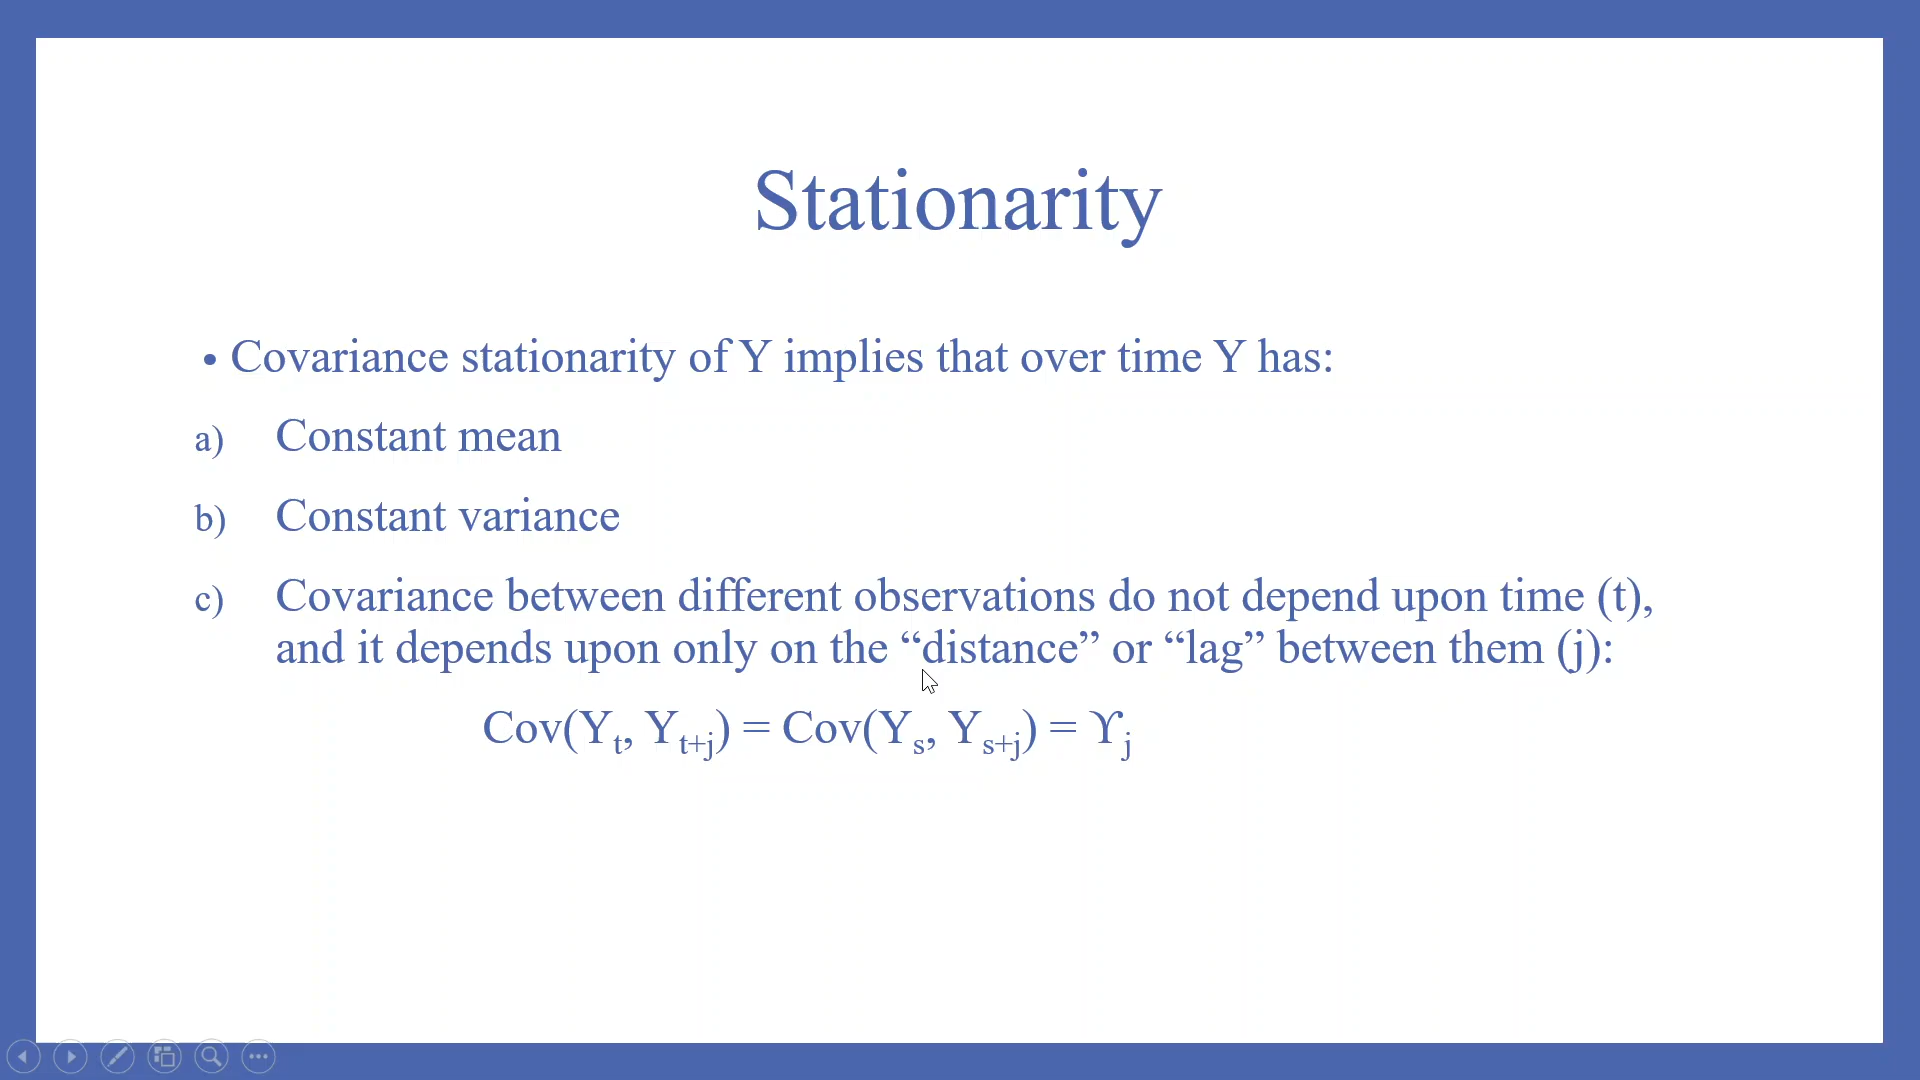 Stationarity
• Covariance stationarity of Y implies that over time Y has:
a) Constant mean
b) Constant variance
c) Covariance between different observations do not depend upon time (t),
and it depends upon only on the “distance” or “lag” between them (j):
Cov(Yₜ, Yₜ₊ⱼ) = Cov(Yₛ, Yₛ₊ⱼ) = ϒⱼ